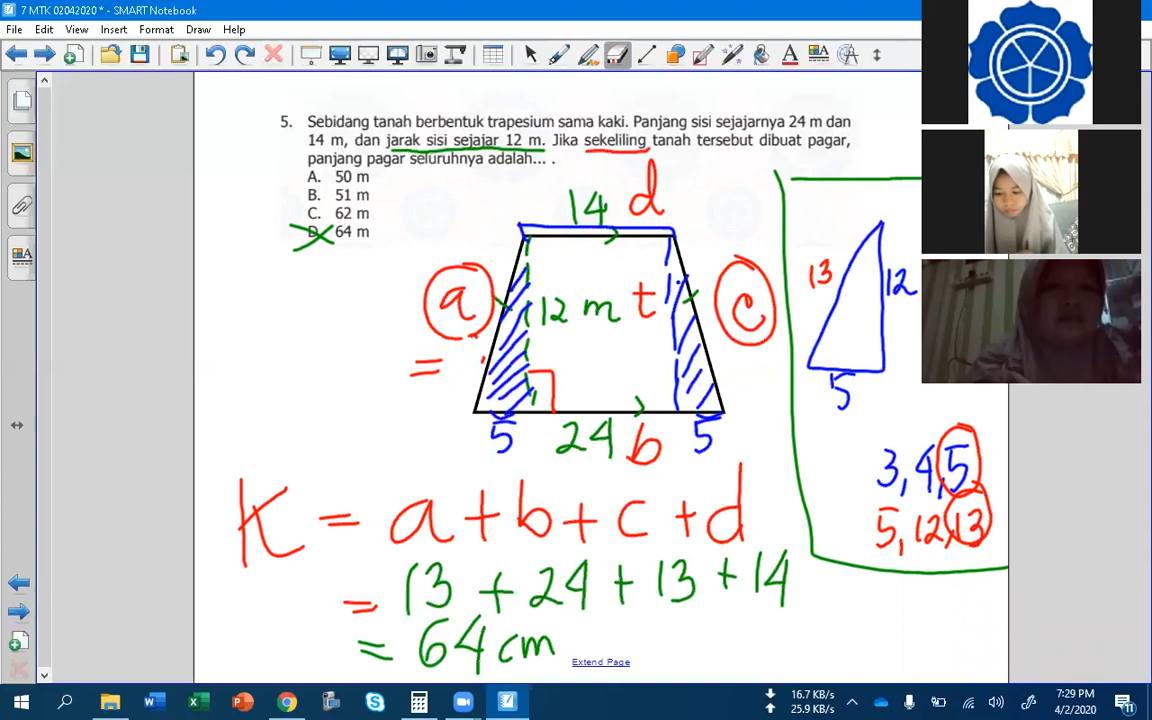 7 MTK 02042020 * - SMART Notebook
File Edit View Insert Format Draw Help
5. Sebidang tanah berbentuk trapesium sama kaki. Panjang sisi sejajarnya 24 m dan
14 m, dan jarak sisi sejajar 12 m. Jika sekeliling tanah tersebut dibuat pagar,
panjang pagar seluruhnya adalah... .
A. 50 m
B. 51 m
C. 62 m
D. 64 m
14 d
a
12 m t
c
=
5 24 b 5
13 12
5
3, 4, 5
5, 12, 13
K = a + b + c + d
= 13 + 24 + 13 + 14
= 64 cm
Extend Page
16.7 KB/s
25.9 KB/s
7:29 PM
4/2/2020
11